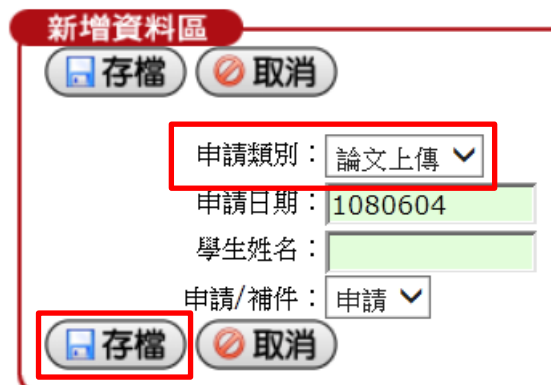 新增資料區
存檔 取消
申請類別： 論文上傳
申請日期： 1080604
學生姓名：
申請/補件： 申請
存檔 取消